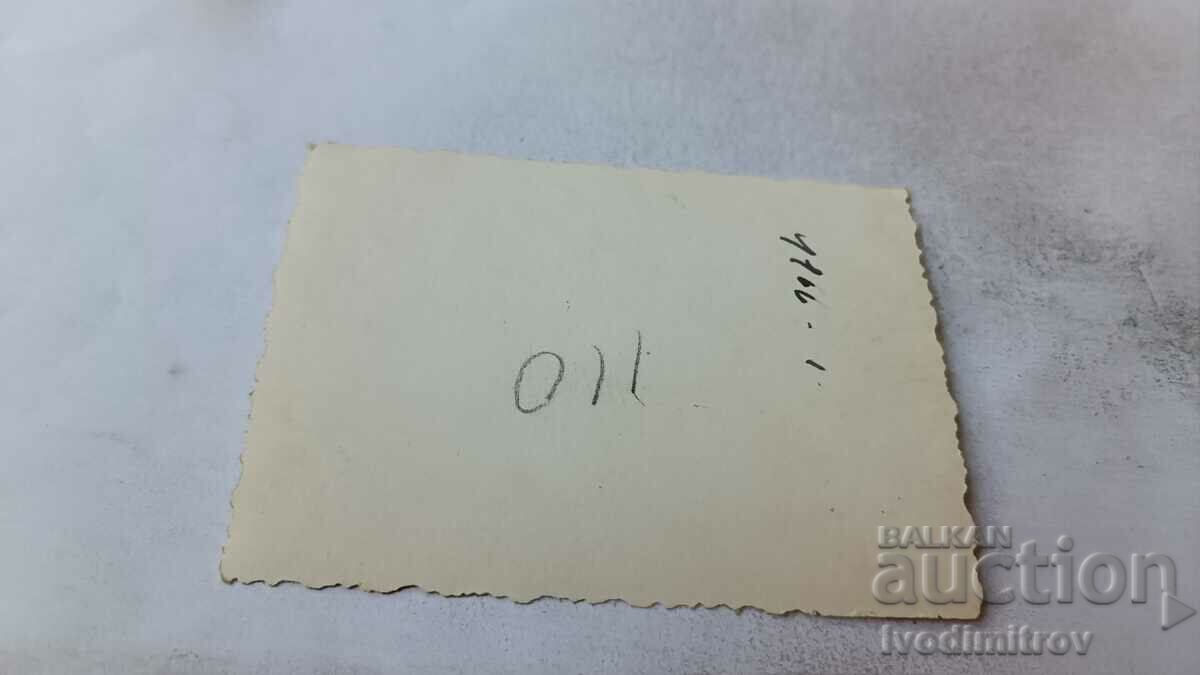 011
BALKAN
auction
ivodimitrov